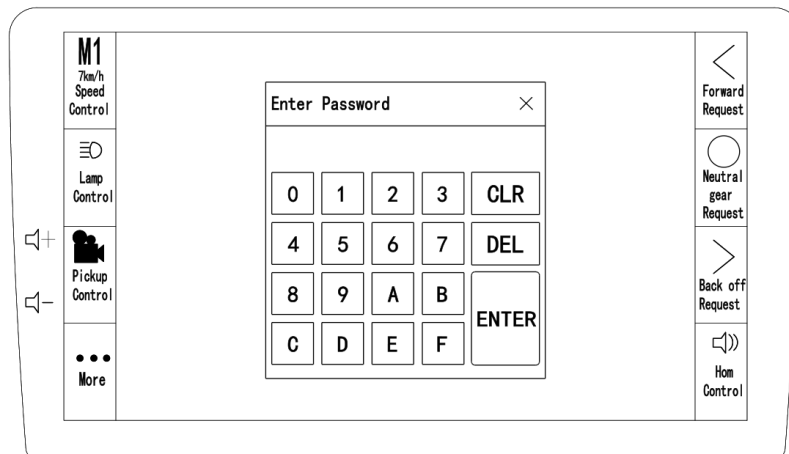 M1
7km/h
Speed
Control
Lamp
Control
Pickup
Control
More
Enter Password
0 1 2 3 CLR
4 5 6 7 DEL
8 9 A B
ENTER
C D E F
Forward
Request
Neutral
gear
Request
Back off
Request
Hom
Control